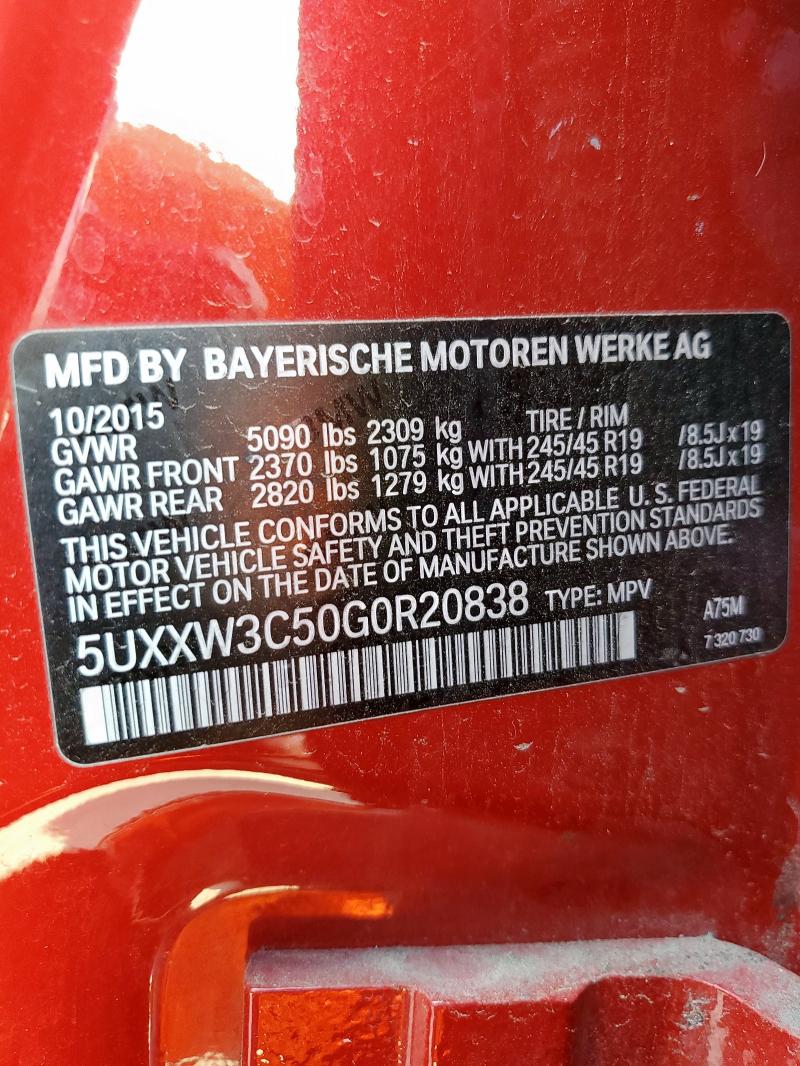 MFD BY BAYERISCHE MOTOREN WERKE AG
10/2015 TIRE / RIM
GVWR 5090 lbs 2309 kg
GAWR FRONT 2370 lbs 1075 kg WITH 245/45 R19 /8.5J x 19
GAWR REAR 2820 lbs 1279 kg WITH 245/45 R19 /8.5J x 19
THIS VEHICLE CONFORMS TO ALL APPLICABLE U.S. FEDERAL
MOTOR VEHICLE SAFETY AND THEFT PREVENTION STANDARDS
IN EFFECT ON THE DATE OF MANUFACTURE SHOWN ABOVE.
5UXXW3C50G0R20838 TYPE: MPV A75M
7 320 730